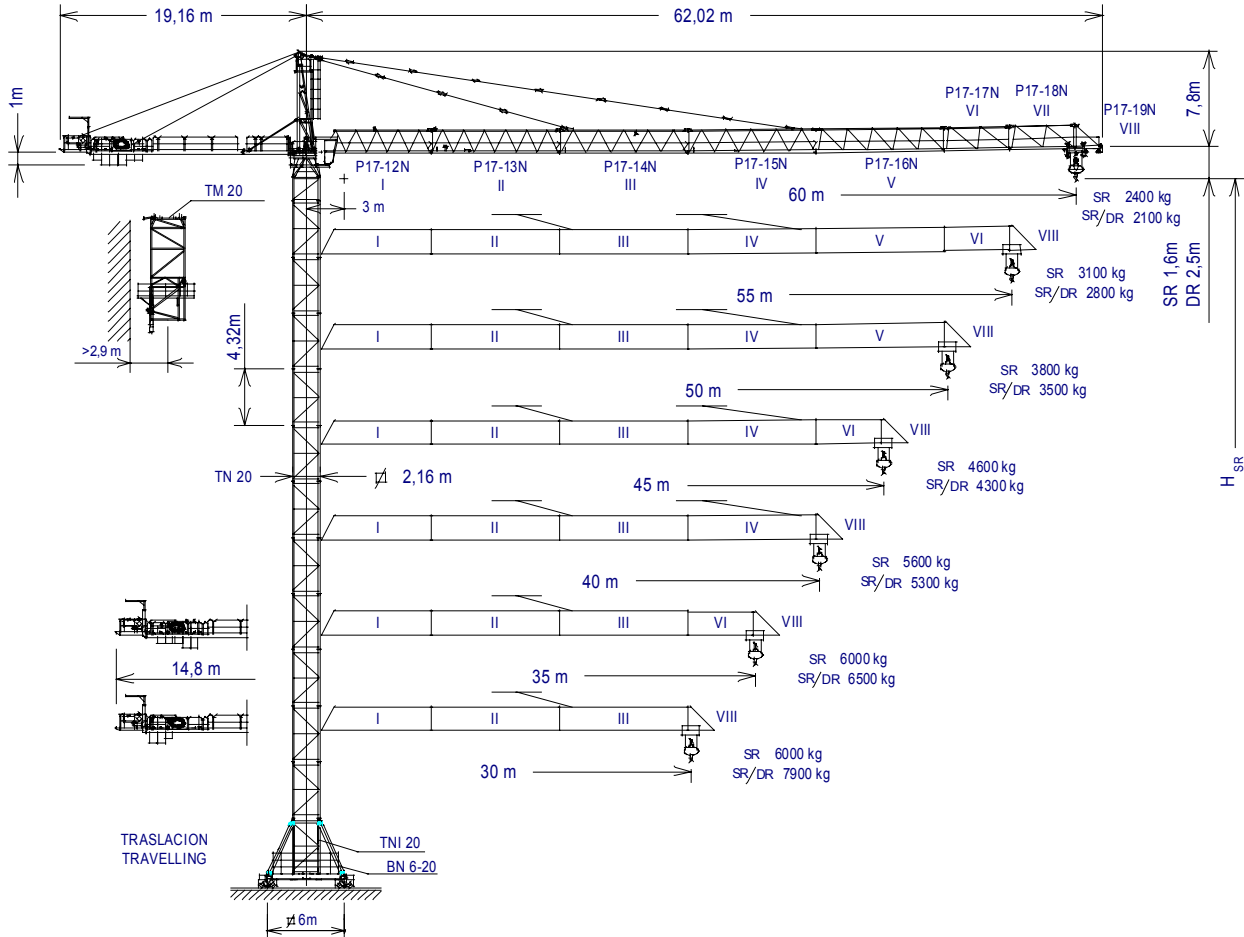 19,16 m
62,02 m
1m
7,8m
P17-17N
VI
P17-18N
VII
P17-19N
VIII
P17-12N
I
P17-13N
II
P17-14N
III
P17-15N
IV
P17-16N
V
TM 20
3 m
60 m
SR 2400 kg
SR/DR 2100 kg
I II III IV V VI VIII
SR 3100 kg
SR/DR 2800 kg
55 m
SR 1,6m
DR 2,5m
>2,9 m
4,32m
I II III IV V VIII
SR 3800 kg
SR/DR 3500 kg
50 m
I II III IV VI VIII
TN 20
2,16 m
SR 4600 kg
SR/DR 4300 kg
45 m
H SR
I II III IV VIII
SR 5600 kg
SR/DR 5300 kg
40 m
I II III VI VIII
SR 6000 kg
SR/DR 6500 kg
35 m
14,8 m
I II III VIII
SR 6000 kg
SR/DR 7900 kg
30 m
TRASLACION
TRAVELLING
TNI 20
BN 6-20
6m